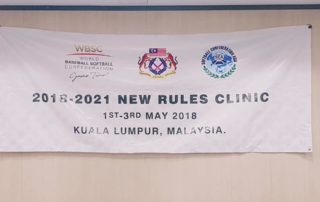 WBSC
WORLD
BASEBALL SOFTBALL
CONFEDERATION
2018-2021 NEW RULES CLINIC
1ST-3RD MAY 2018
KUALA LUMPUR, MALAYSIA.